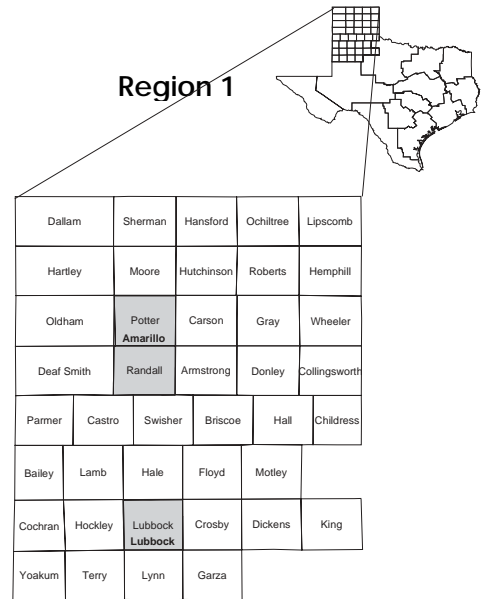 Region 1
Dallam Sherman Hansford Ochiltree Lipscomb
Hartley Moore Hutchinson Roberts Hemphill
Oldham Potter Carson Gray Wheeler
Amarillo
Deaf Smith Randall Armstrong Donley Collingsworth
Parmer Castro Swisher Briscoe Hall Childress
Bailey Lamb Hale Floyd Motley
Cochran Hockley Lubbock Crosby Dickens King
Lubbock
Yoakum Terry Lynn Garza